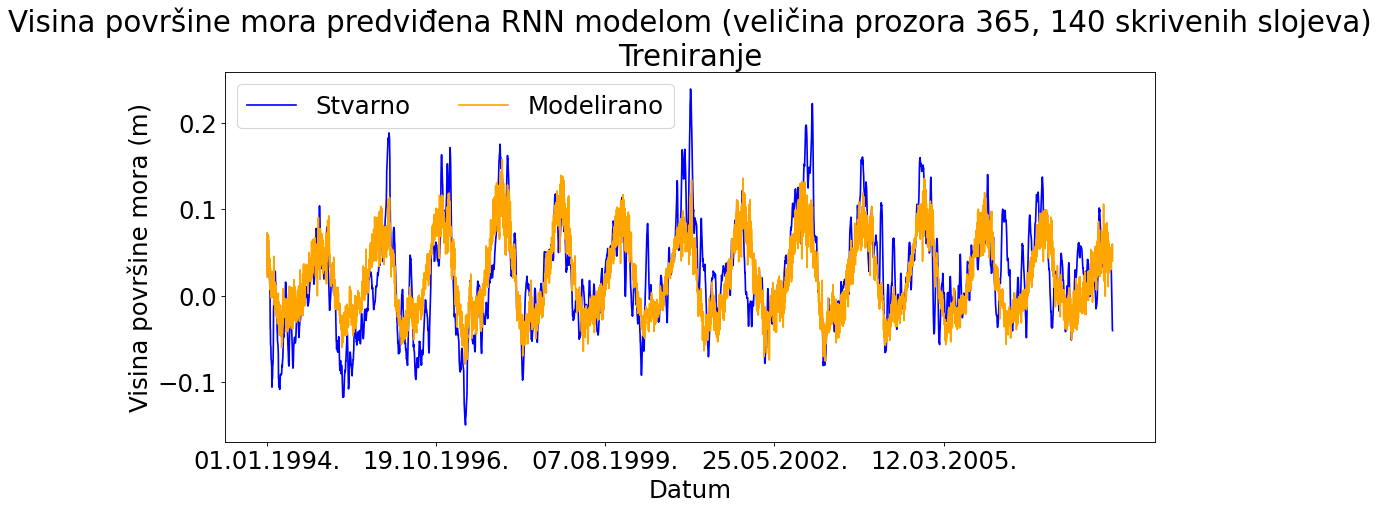 Visina površine mora predviđena RNN modelom (veličina prozora 365, 140 skrivenih slojeva)
Treniranje
Stvarno
Modelirano
Visina površine mora (m)
0.2
0.1
0.0
−0.1
01.01.1994.
19.10.1996.
07.08.1999.
25.05.2002.
12.03.2005.
Datum